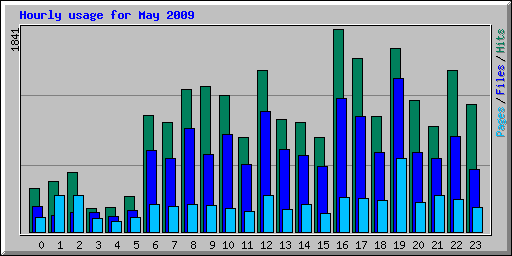 Hourly usage for May 2009
1841
Pages/Files/Hits
0 1 2 3 4 5 6 7 8 9 10 11 12 13 14 15 16 17 18 19 20 21 22 23